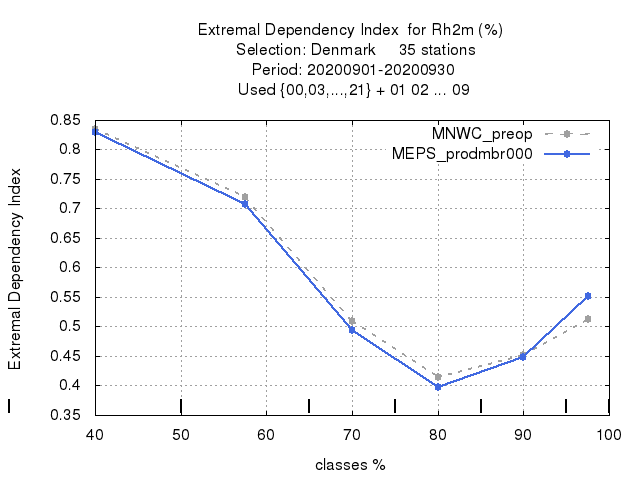 Extremal Dependency Index for Rh2m (%)
Selection: Denmark 35 stations
Period: 20200901-20200930
Used {00,03,...,21} + 01 02 ... 09
MNWC_preop
MEPS_prodmbr000
Extremal Dependency Index
0.85
0.8
0.75
0.7
0.65
0.6
0.55
0.5
0.45
0.4
0.35
40 50 60 70 80 90 100
classes %